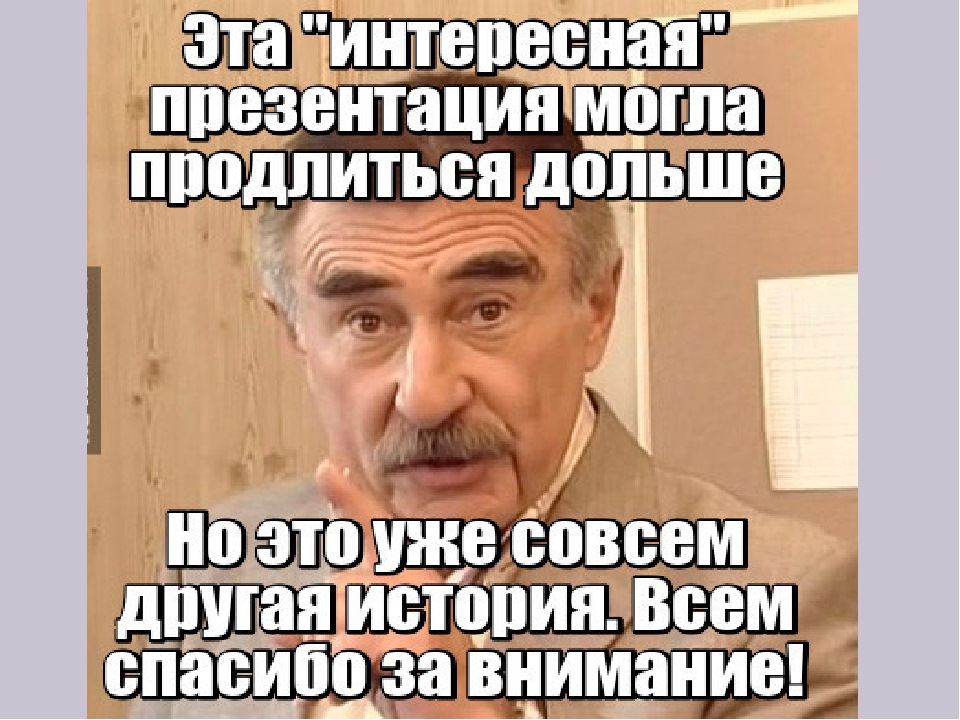 Эта "интересная"
презентация могла
продлиться дольше
Но это уже совсем
другая история. Всем
спасибо за внимание!